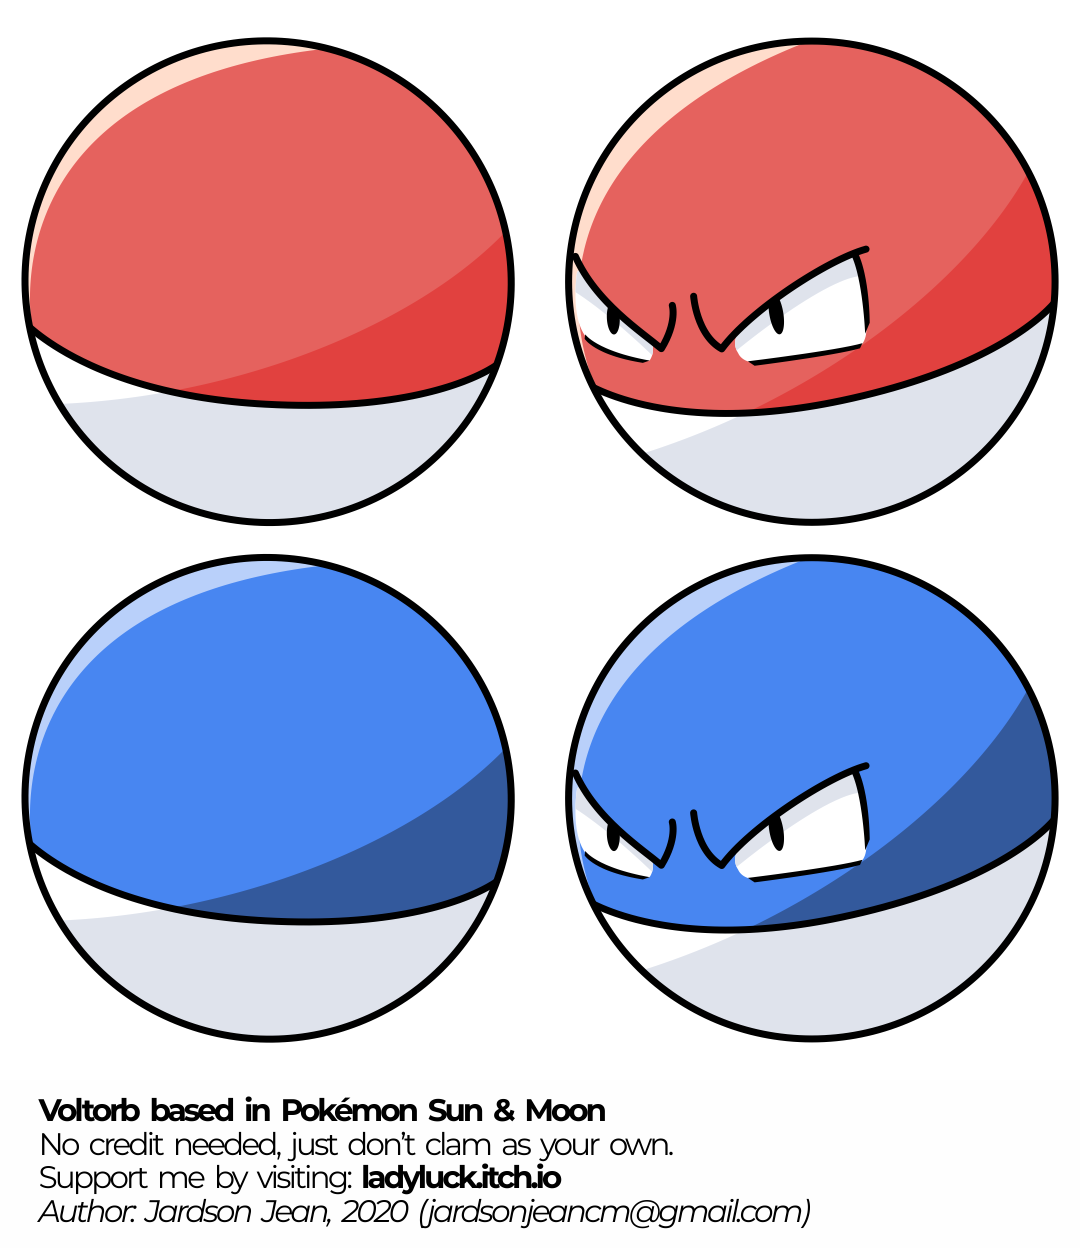 Voltorb based in Pokémon Sun & Moon
No credit needed, just don't clam as your own.
Support me by visiting: ladyluck.itch.io
Author: Jardson Jean, 2020 (jardsonjeancm@gmail.com)